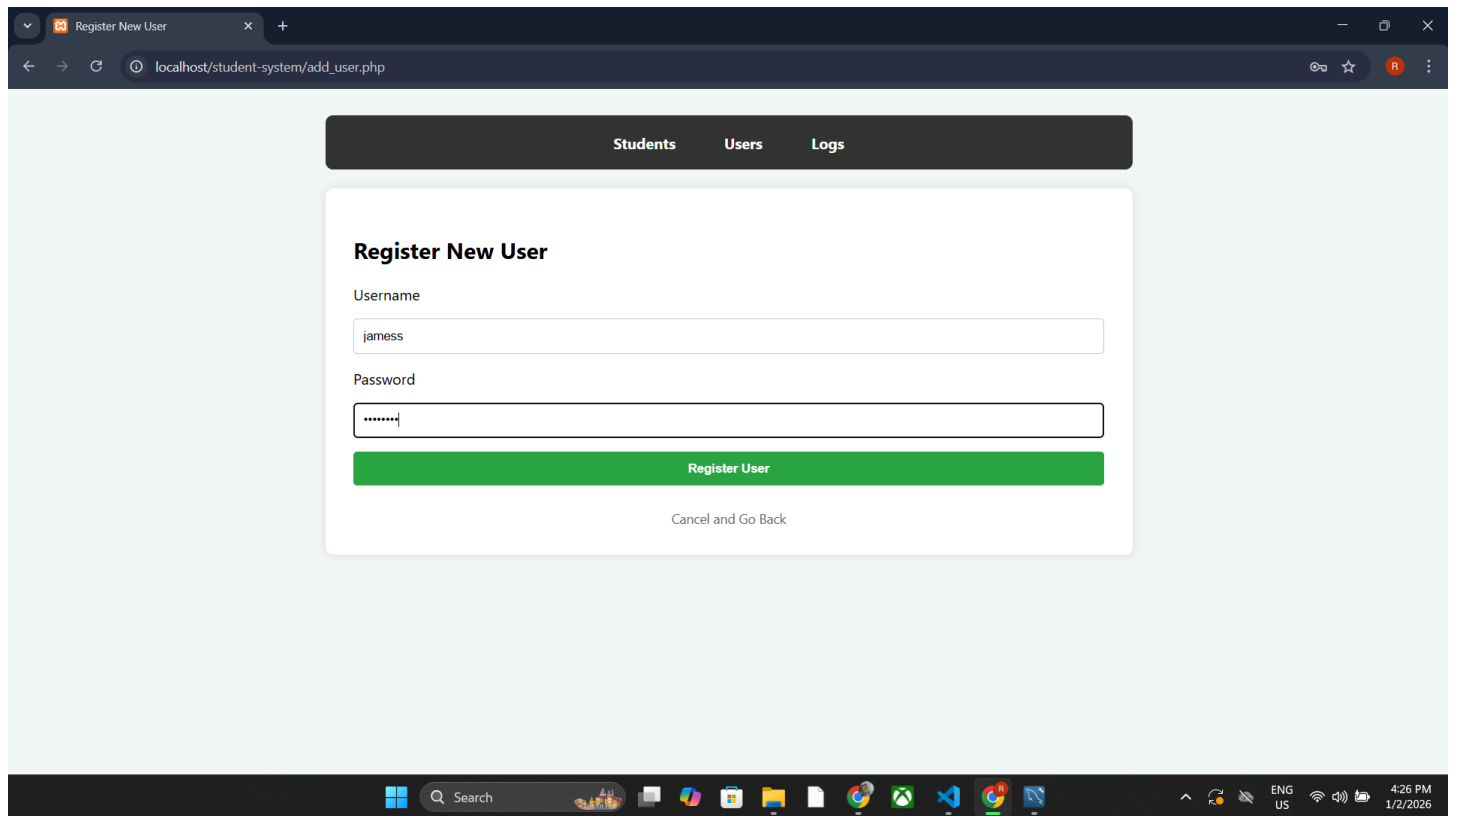 Register New User
localhost/student-system/add_user.php
R
Students Users Logs
Register New User
Username
jamess
Password
••••••••
Register User
Cancel and Go Back
Search
R
ENG
US
4:26 PM
1/2/2026